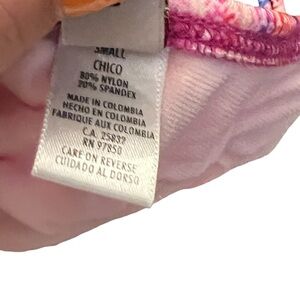 SMALL
CHICO
80% NYLON
20% SPANDEX
MADE IN COLOMBIA
HECHO EN COLOMBIA
FABRIQUE AUX COLOMBIA
C.A. 25832
RN 97850
CARE ON REVERSE
CUIDADO AL DORSO